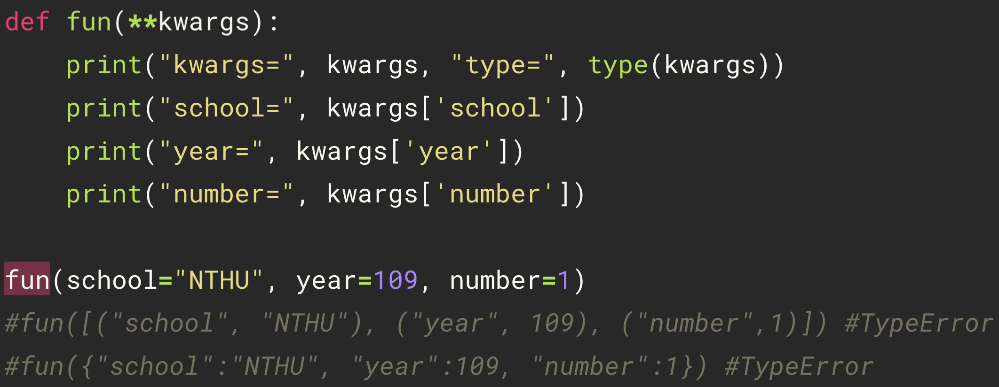 def fun(**kwargs):
    print("kwargs=", kwargs, "type=", type(kwargs))
    print("school=", kwargs['school'])
    print("year=", kwargs['year'])
    print("number=", kwargs['number'])

fun(school="NTHU", year=109, number=1)
#fun([("school", "NTHU"), ("year", 109), ("number",1)]) #TypeError
#fun({"school":"NTHU", "year":109, "number":1}) #TypeError